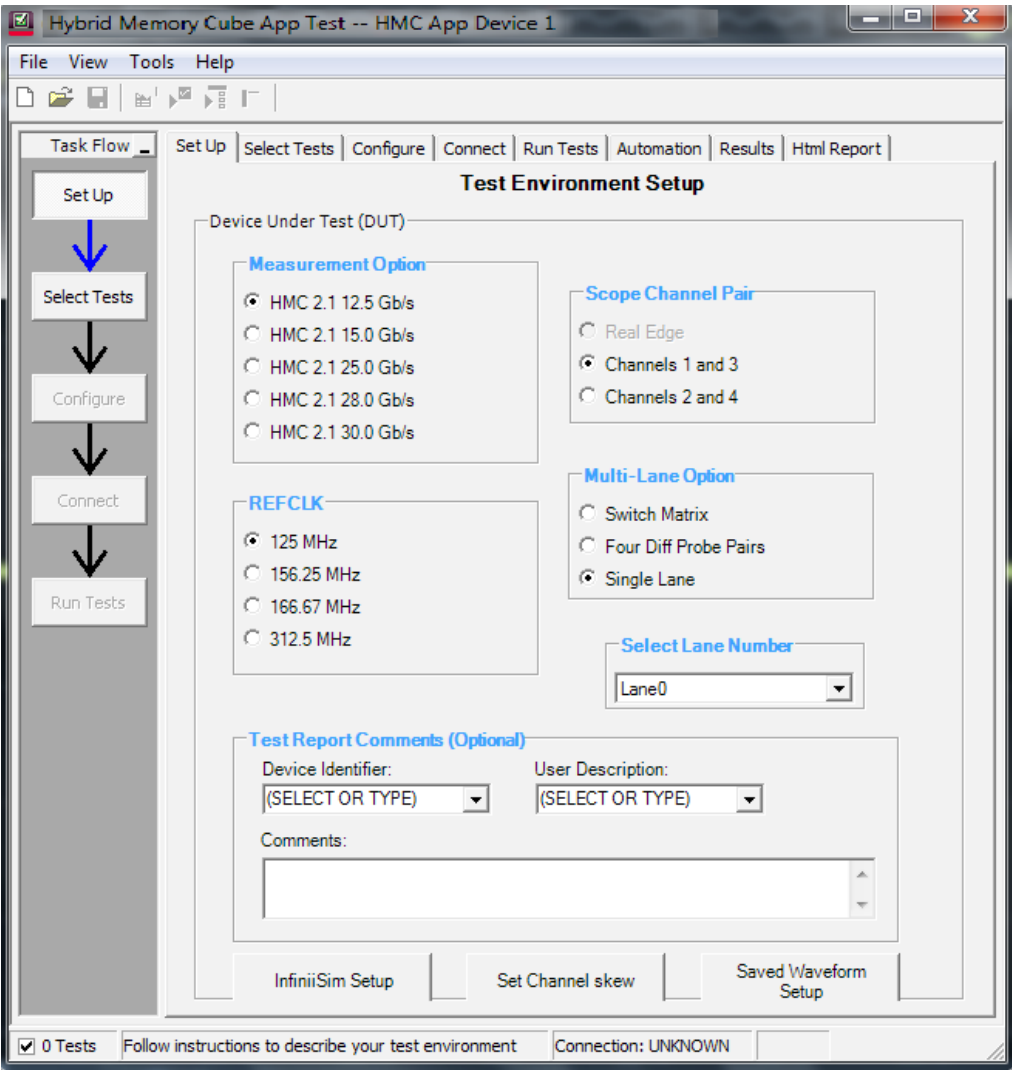 Hybrid Memory Cube App Test -- HMC App Device 1
File View Tools Help
Task Flow
Set Up
Select Tests
Configure
Connect
Run Tests
Set Up Select Tests Configure Connect Run Tests Automation Results Html Report
Test Environment Setup
Device Under Test (DUT)
Measurement Option
HMC 2.1 12.5 Gb/s
HMC 2.1 15.0 Gb/s
HMC 2.1 25.0 Gb/s
HMC 2.1 28.0 Gb/s
HMC 2.1 30.0 Gb/s
REFCLK
125 MHz
156.25 MHz
166.67 MHz
312.5 MHz
Scope Channel Pair
Real Edge
Channels 1 and 3
Channels 2 and 4
Multi-Lane Option
Switch Matrix
Four Diff Probe Pairs
Single Lane
Select Lane Number
Lane0
Test Report Comments (Optional)
Device Identifier: User Description:
(SELECT OR TYPE) (SELECT OR TYPE)
Comments:
InfiniiSim Setup
Set Channel skew
Saved Waveform
Setup
0 Tests Follow instructions to describe your test environment Connection: UNKNOWN